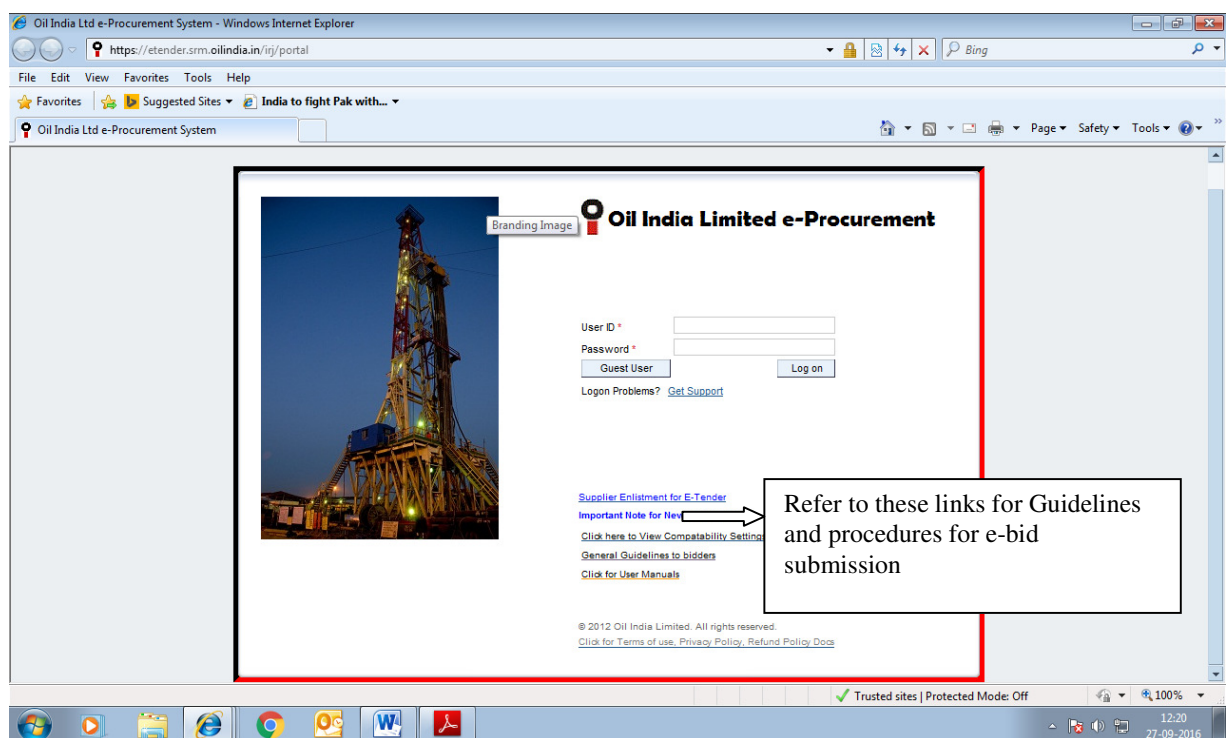 Oil India Ltd e-Procurement System - Windows Internet Explorer
https://etender.srm.oilindia.in/irj/portal
Bing
File Edit View Favorites Tools Help
Favorites Suggested Sites India to fight Pak with...
Oil India Ltd e-Procurement System
Page Safety Tools
Branding Image
Oil India Limited e-Procurement
User ID *
Password *
Guest User Log on
Logon Problems? Get Support
Supplier Enlistment for E-Tender
Important Note for
Click here to View Compatability Settings
General Guidelines to bidders
Click for User Manuals
Refer to these links for Guidelines
and procedures for e-bid
submission
© 2012 Oil India Limited. All rights reserved.
Click for Terms of use, Privacy Policy, Refund Policy Docs
Trusted sites | Protected Mode: Off 100%
12:20
27-09-2016